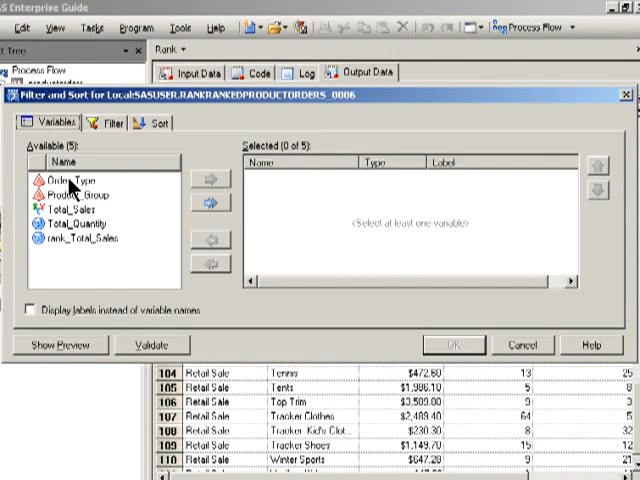 S Enterprise Guide
Edit View Tasks Program Tools Help Process Flow
ct Tree
Rank
Process Flow
Input Data Code Log Output Data
Filter and Sort for Local:SASUSER.RANKRANKEDPRODUCTORDERS_0006
Variables Filter Sort
Available (5): Selected (0 of 5):
Name Name Type Label
Order_Type
Product_Group
Total_Sales
Total_Quantity
rank_Total_Sales
<Select at least one variable>
Display labels instead of variable names
Show Preview Validate OK Cancel Help
104 Retail Sale Tennis $472.60 13 25
105 Retail Sale Tents $1,986.10 5 8
106 Retail Sale Top Trim $3,509.00 9 3
107 Retail Sale Tracker Clothes $2,489.40 64 5
108 Retail Sale Tracker Kid's Clot... $230.30 8 32
109 Retail Sale Tracker Shoes $1,149.70 15 12
110 Retail Sale Winter Sports $647.28 9 21